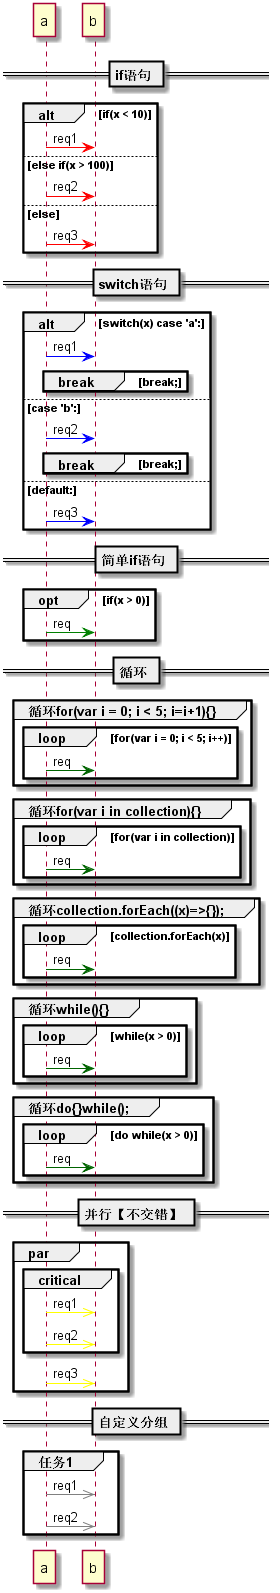 a b
if语句
alt [if(x < 10)]
req1
[else if(x > 100)]
req2
[else]
req3
switch语句
alt [switch(x) case 'a':]
req1
break [break;]
[case 'b':]
req2
break [break;]
[default:]
req3
简单if语句
opt [if(x > 0)]
req
循环
循环for(var i = 0; i < 5; i=i+1){}
loop [for(var i = 0; i < 5; i++)]
req
循环for(var i in collection){}
loop [for(var i in collection)]
req
循环collection.forEach((x)=>{});
loop [collection.forEach(x)]
req
循环while(){}
loop [while(x > 0)]
req
循环do{}while();
loop [do while(x > 0)]
req
并行【不交错】
par
critical
req1
req2
req3
自定义分组
任务1
req1
req2
a b